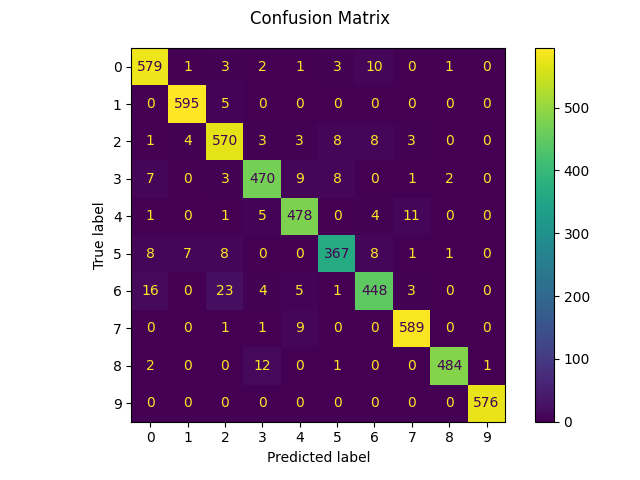 Confusion Matrix
True label
0 579 1 3 2 1 3 10 0 1 0
1 0 595 5 0 0 0 0 0 0 0
2 1 4 570 3 3 8 8 3 0 0
3 7 0 3 470 9 8 0 1 2 0
4 1 0 1 5 478 0 4 11 0 0
5 8 7 8 0 0 367 8 1 1 0
6 16 0 23 4 5 1 448 3 0 0
7 0 0 1 1 9 0 0 589 0 0
8 2 0 0 12 0 1 0 0 484 1
9 0 0 0 0 0 0 0 0 0 576
0 1 2 3 4 5 6 7 8 9
Predicted label
500
400
300
200
100
0